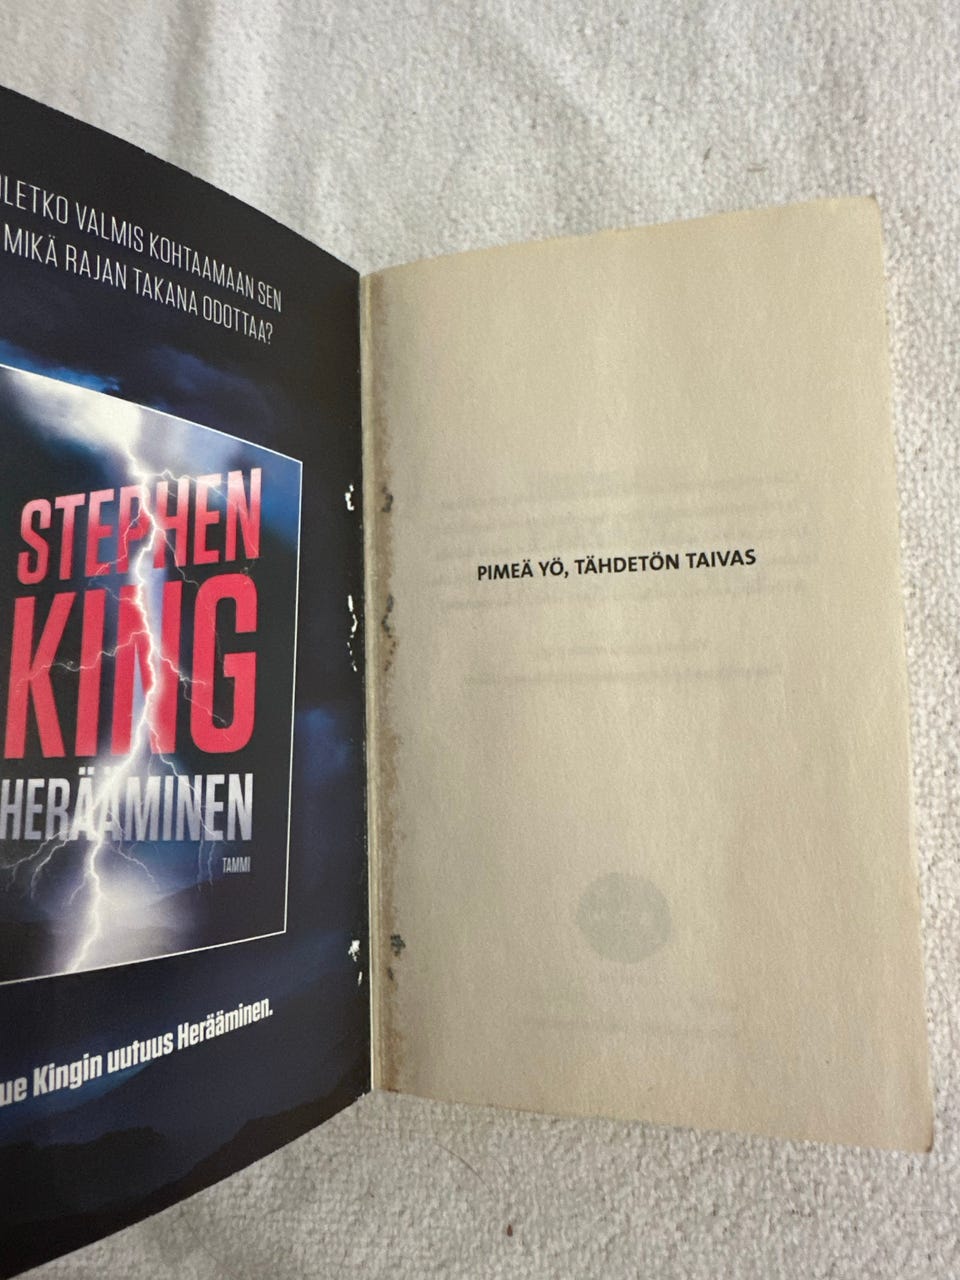 OLETKO VALMIS KOHTAAMAAN SEN
MIKÄ RAJAN TAKANA ODOTTAA?
STEPHEN
KING
HERÄÄMINEN
TAMMI
ue Kingin uutuus Herääminen.
PIMEÄ YÖ, TÄHDETÖN TAIVAS